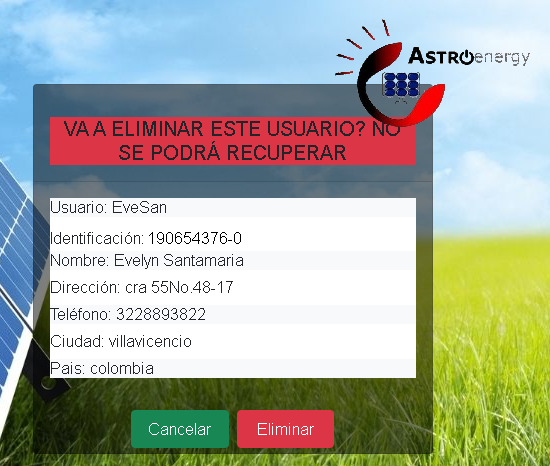 ASTROenergy
VA A ELIMINAR ESTE USUARIO? NO
SE PODRÁ RECUPERAR
Usuario: EveSan
Identificación: 190654376-0
Nombre: Evelyn Santamaria
Dirección: cra 55No.48-17
Teléfono: 3228893822
Ciudad: villavicencio
Pais: colombia
Cancelar
Eliminar